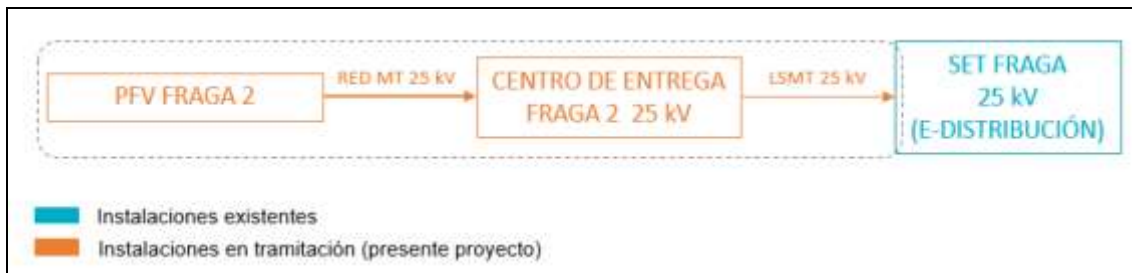 PFV FRAGA 2
RED MT 25 kV
CENTRO DE ENTREGA
FRAGA 2 25 kV
LSMT 25 kV
SET FRAGA
25 kV
(E-DISTRIBUCIÓN)
Instalaciones existentes
Instalaciones en tramitación (presente proyecto)